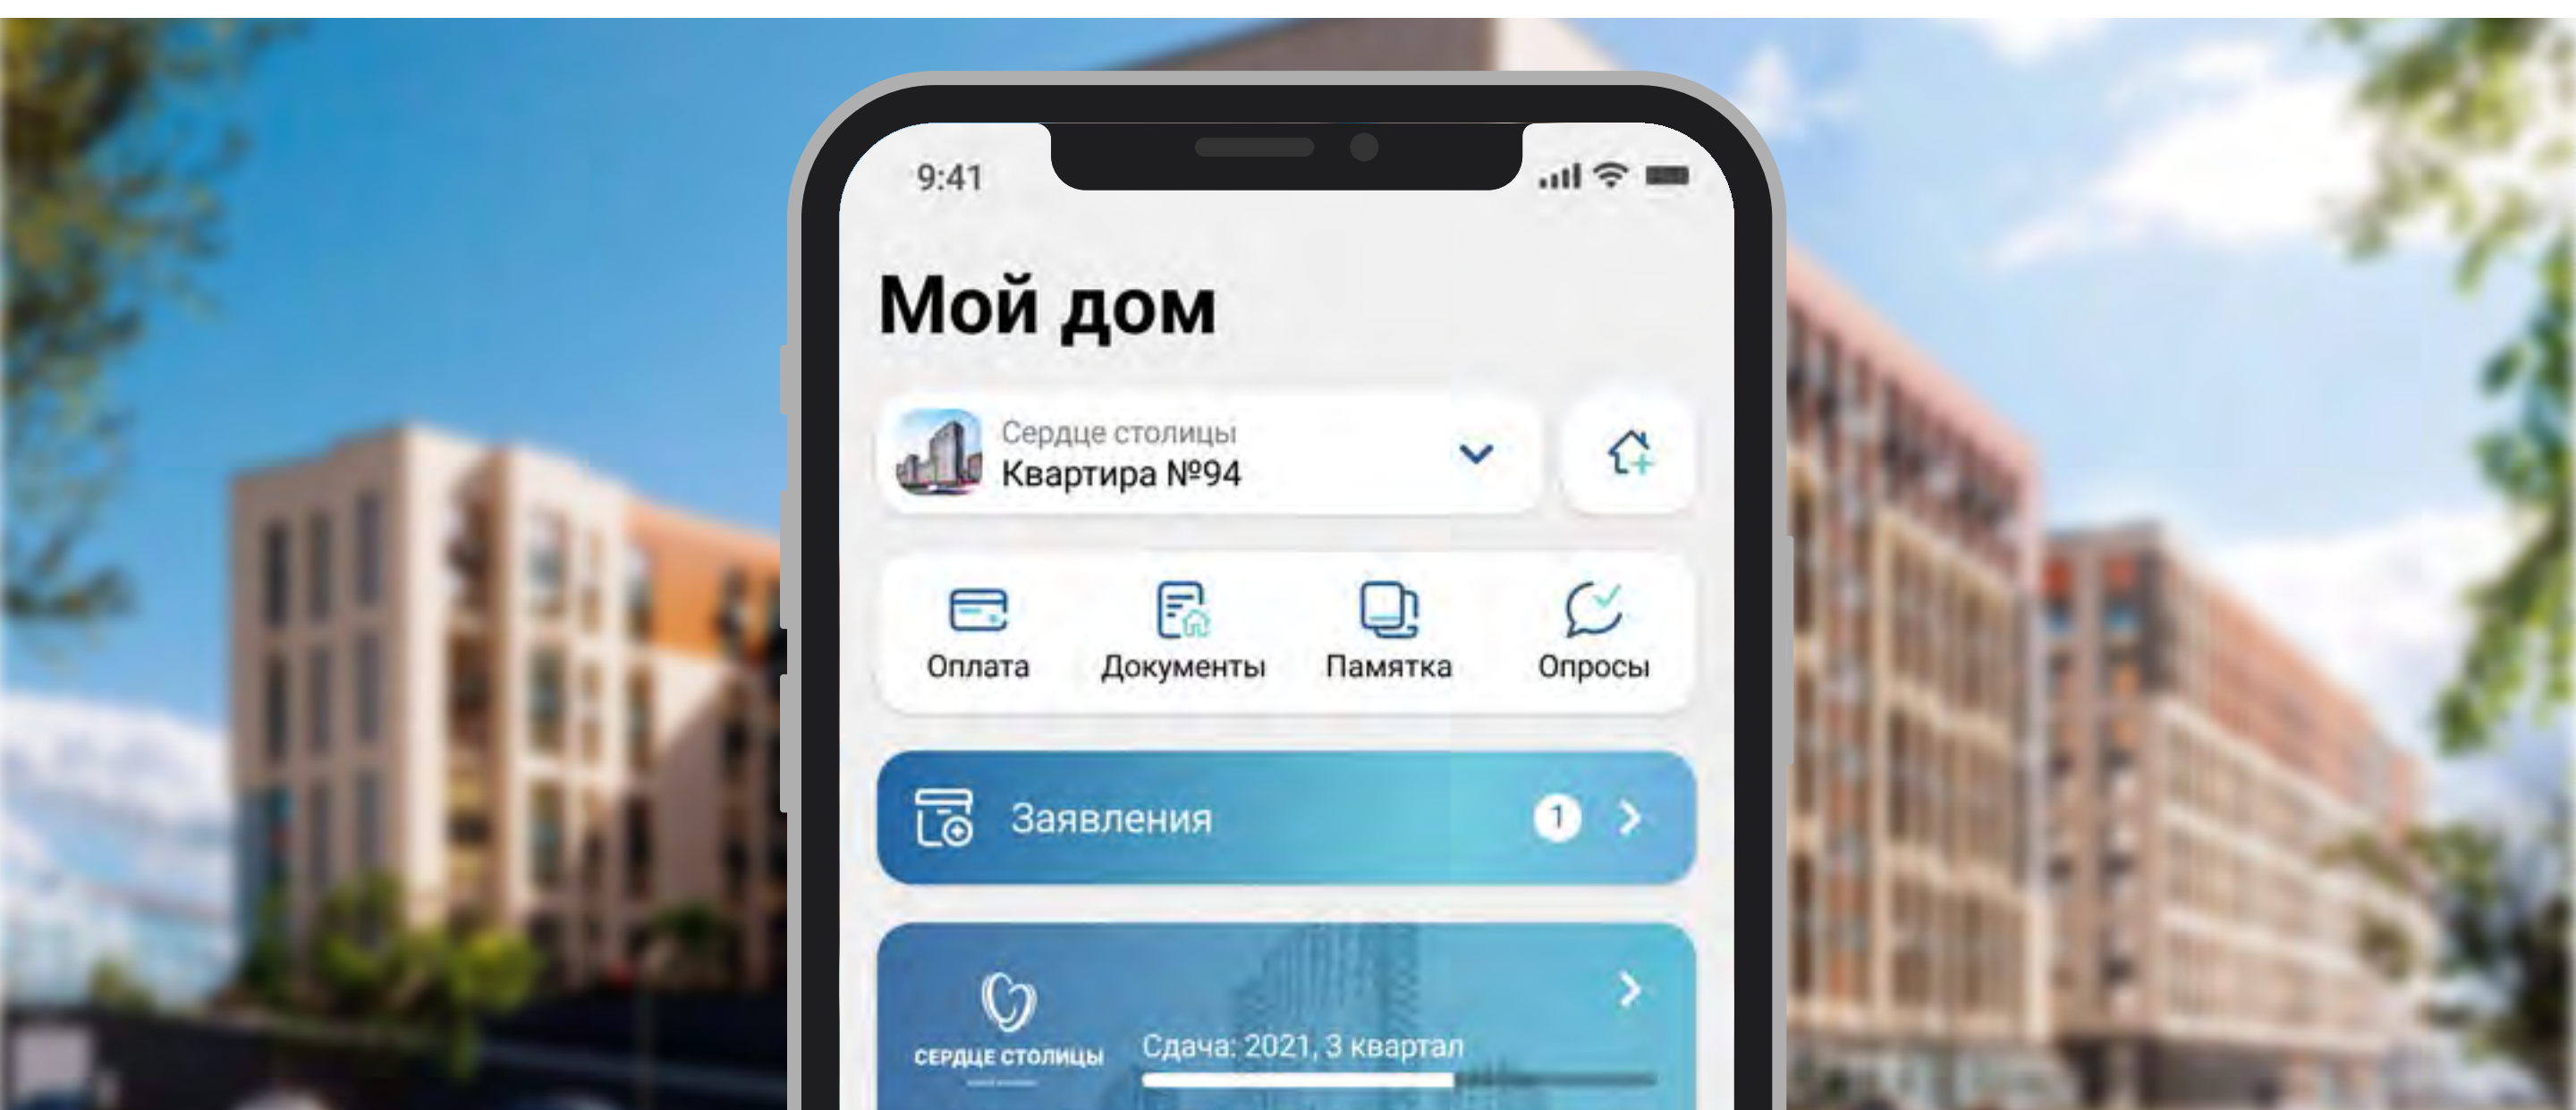 9:41
Мой дом
Сердце столицы
Квартира №94
Оплата
Документы
Памятка
Опросы
Заявления
1
СЕРДЦЕ СТОЛИЦЫ
Сдача: 2021, 3 квартал